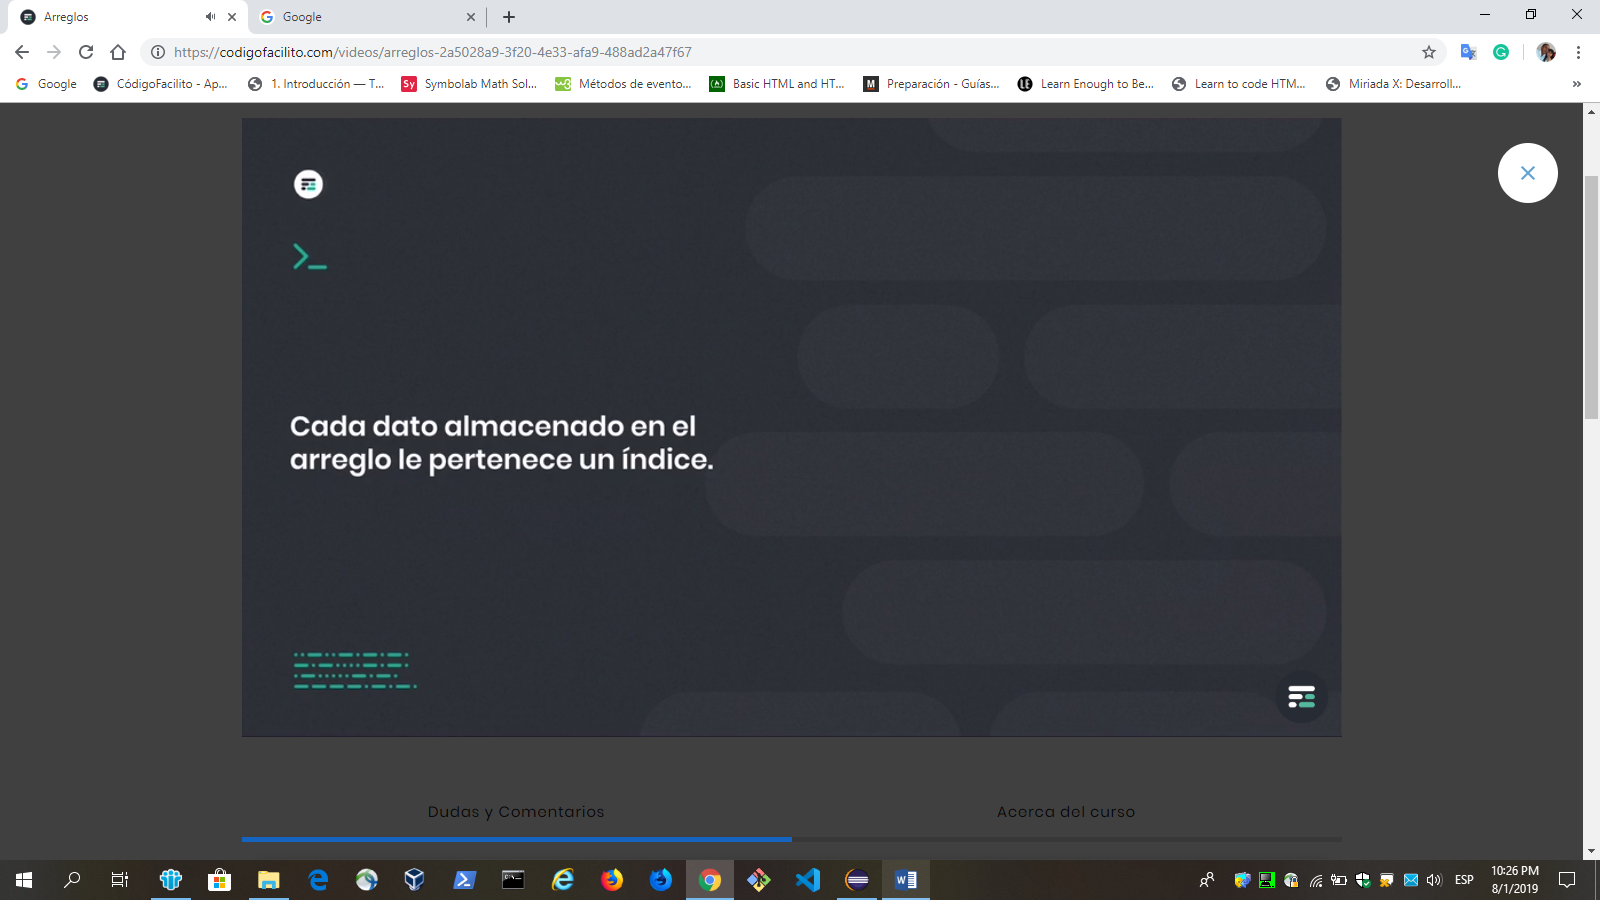 Arreglos
Google
https://codigofacilito.com/videos/arreglos-2a5028a9-3f20-4e33-afa9-488ad2a47f67
Google
CódigoFacilito - Ap...
1. Introducción — T...
Sy
Symbolab Math Sol...
w3
Métodos de evento...
Basic HTML and HT...
M
Preparación - Guías...
LE
Learn Enough to Be...
Learn to code HTM...
Miriada X: Desarroll...
»
Cada dato almacenado en el
arreglo le pertenece un índice.
Dudas y Comentarios
Acerca del curso
ESP
10:26 PM
8/1/2019